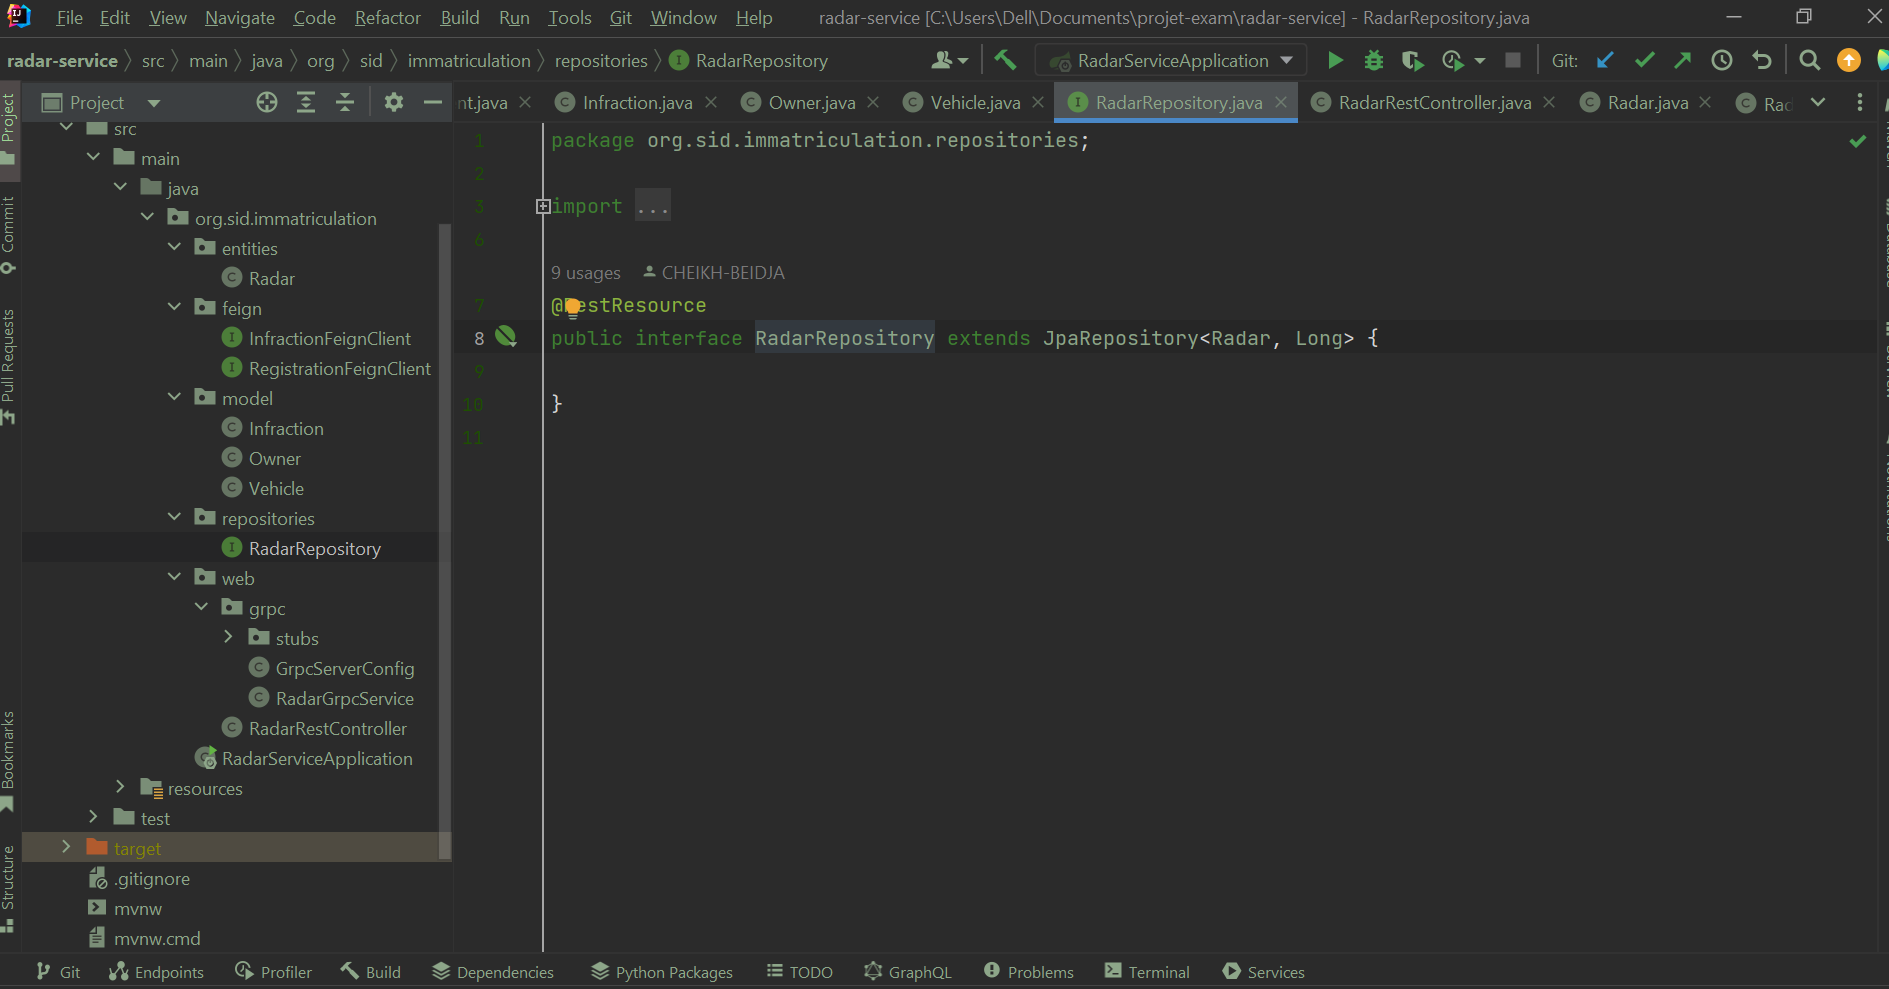 File Edit View Navigate Code Refactor Build Run Tools Git Window Help radar-service [C:\Users\Dell\Documents\projet-exam\radar-service] - RadarRepository.java
radar-service src main java org sid immatriculation repositories RadarRepository RadarServiceApplication Git:
Project nt.java Infraction.java Owner.java Vehicle.java RadarRepository.java RadarRestController.java Radar.java Rad
Project
Commit
Pull Requests
Bookmarks
Structure
src
main
java
org.sid.immatriculation
entities
Radar
feign
InfractionFeignClient
RegistrationFeignClient
model
Infraction
Owner
Vehicle
repositories
RadarRepository
web
grpc
stubs
GrpcServerConfig
RadarGrpcService
RadarRestController
RadarServiceApplication
resources
test
target
.gitignore
mvnw
mvnw.cmd
1 package org.sid.immatriculation.repositories;
2
3 import ...
6
9 usages CHEIKH-BEIDJA
7 @RestResource
8 public interface RadarRepository extends JpaRepository<Radar, Long> {
9
10 }
11
Git Endpoints Profiler Build Dependencies Python Packages TODO GraphQL Problems Terminal Services